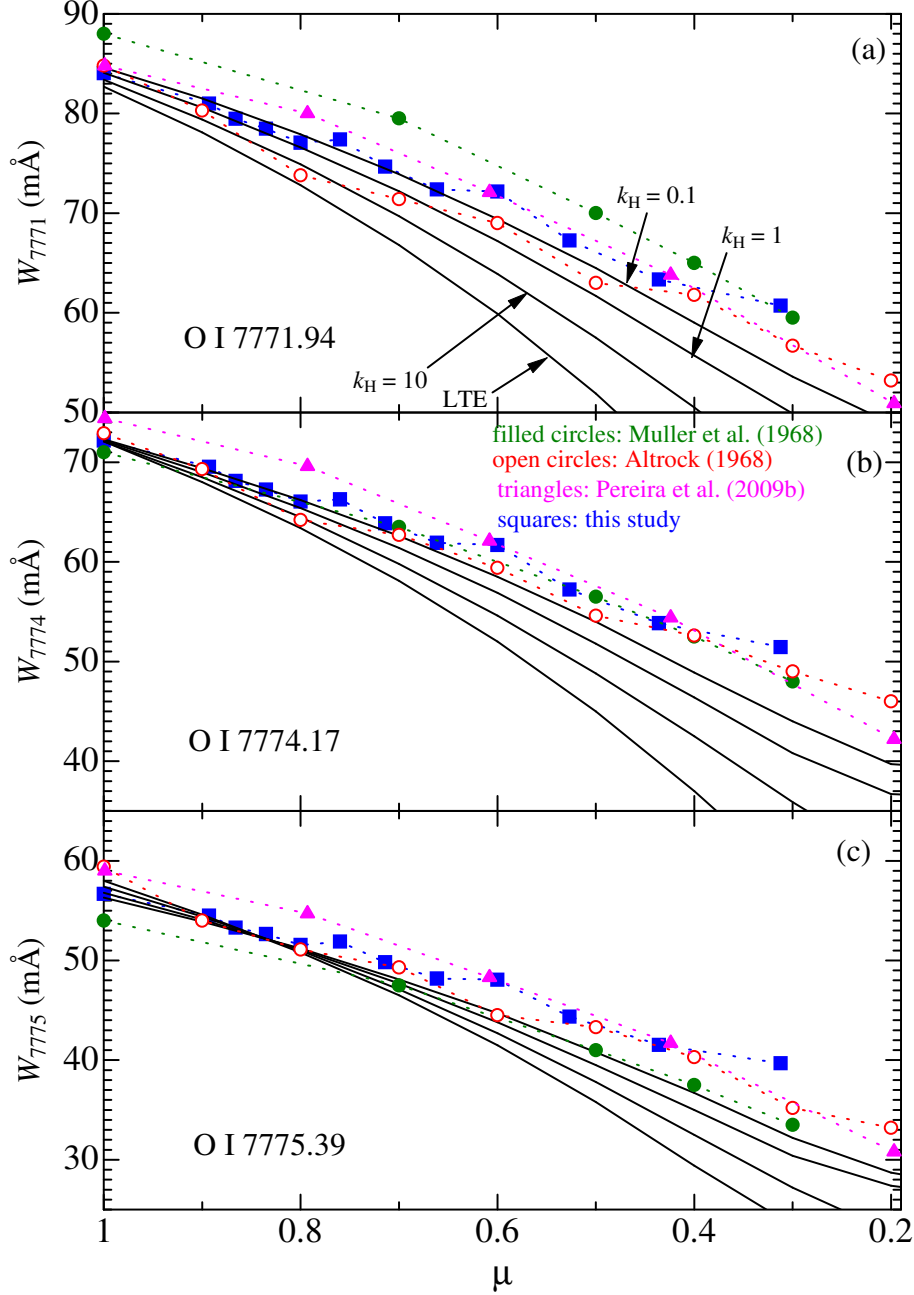 90
80
70
60
50
W7771 (mÅ)
(a)
kH = 0.1
kH = 1
kH = 10
LTE
O I 7771.94
70
60
50
40
W7774 (mÅ)
filled circles: Muller et al. (1968)
open circles: Altrock (1968)
triangles: Pereira et al. (2009b)
squares: this study
(b)
O I 7774.17
60
50
40
30
W7775 (mÅ)
(c)
O I 7775.39
1 0.8 0.6 0.4 0.2
μ